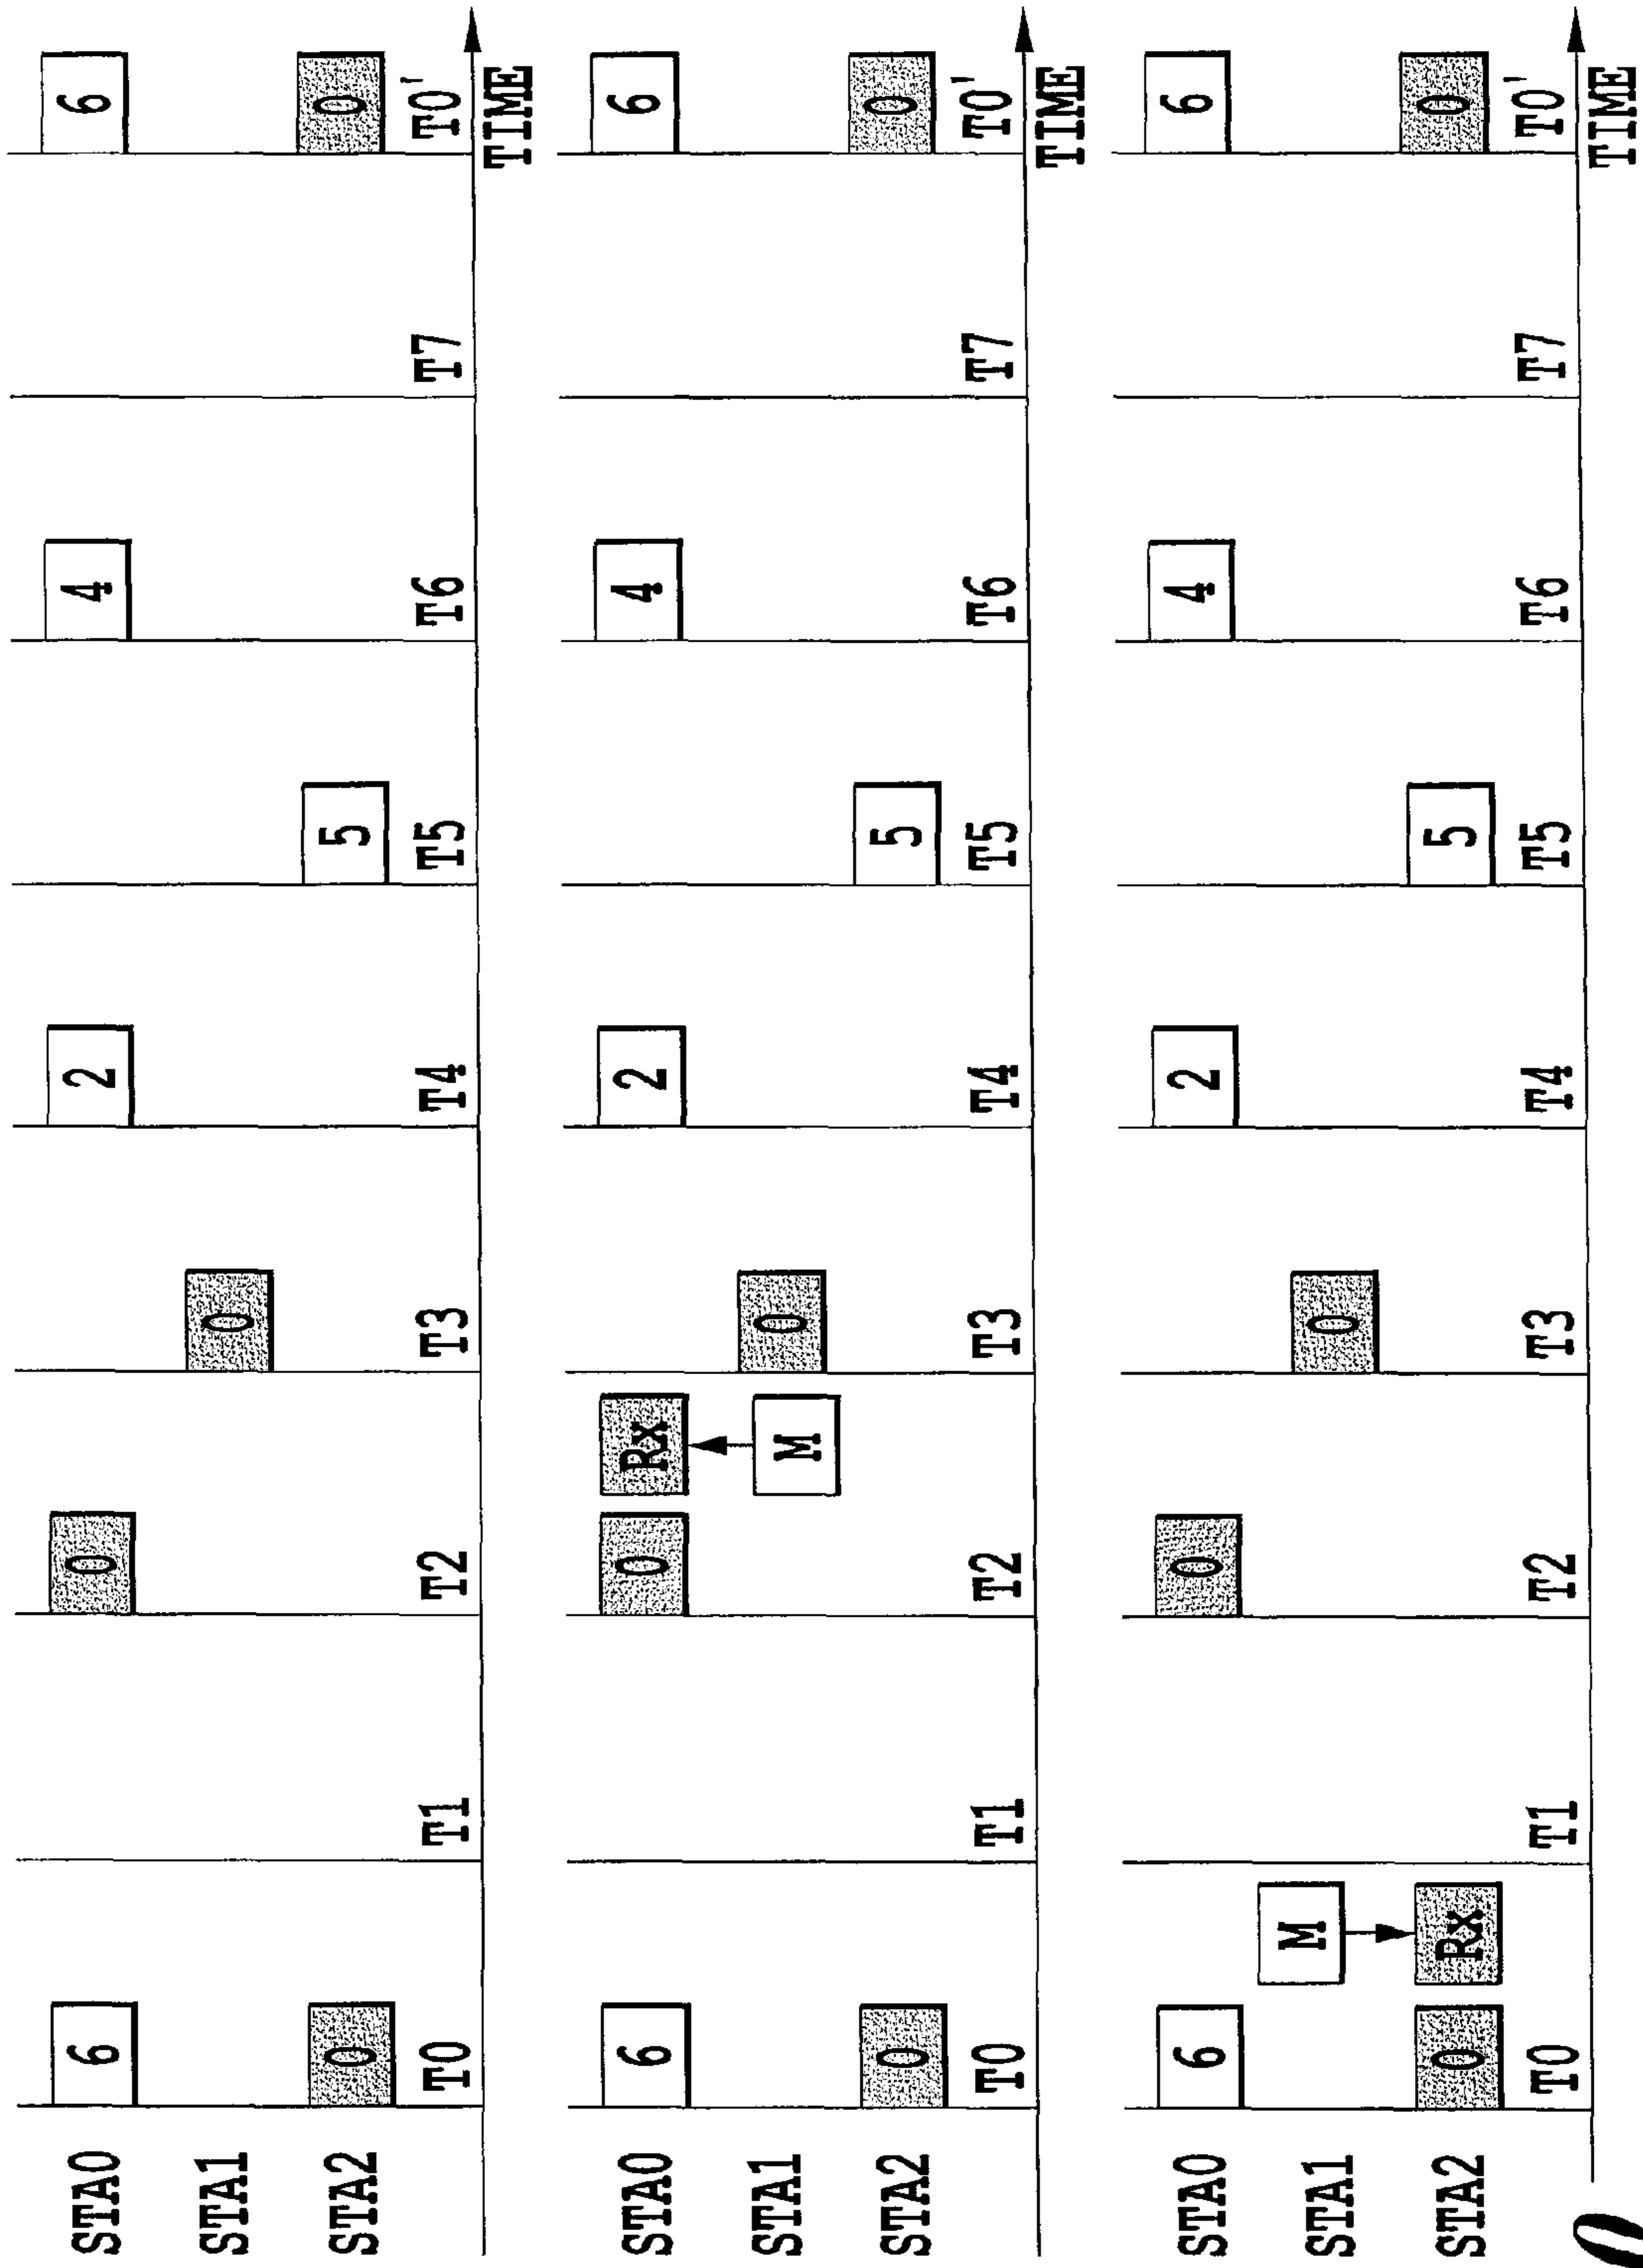 STA0 6 0 2 4 6
STA1 0
STA2 0 5 0
T0 T1 T2 T3 T4 T5 T6 T7 T0'
TIME
STA0 6 0 Rx 2 4 6
STA1 M 0
STA2 0 5 0
T0 T1 T2 T3 T4 T5 T6 T7 T0'
TIME
STA0 6 0 2 4 6
STA1 M 0
STA2 0 Rx 5 0
T0 T1 T2 T3 T4 T5 T6 T7 T0'
TIME